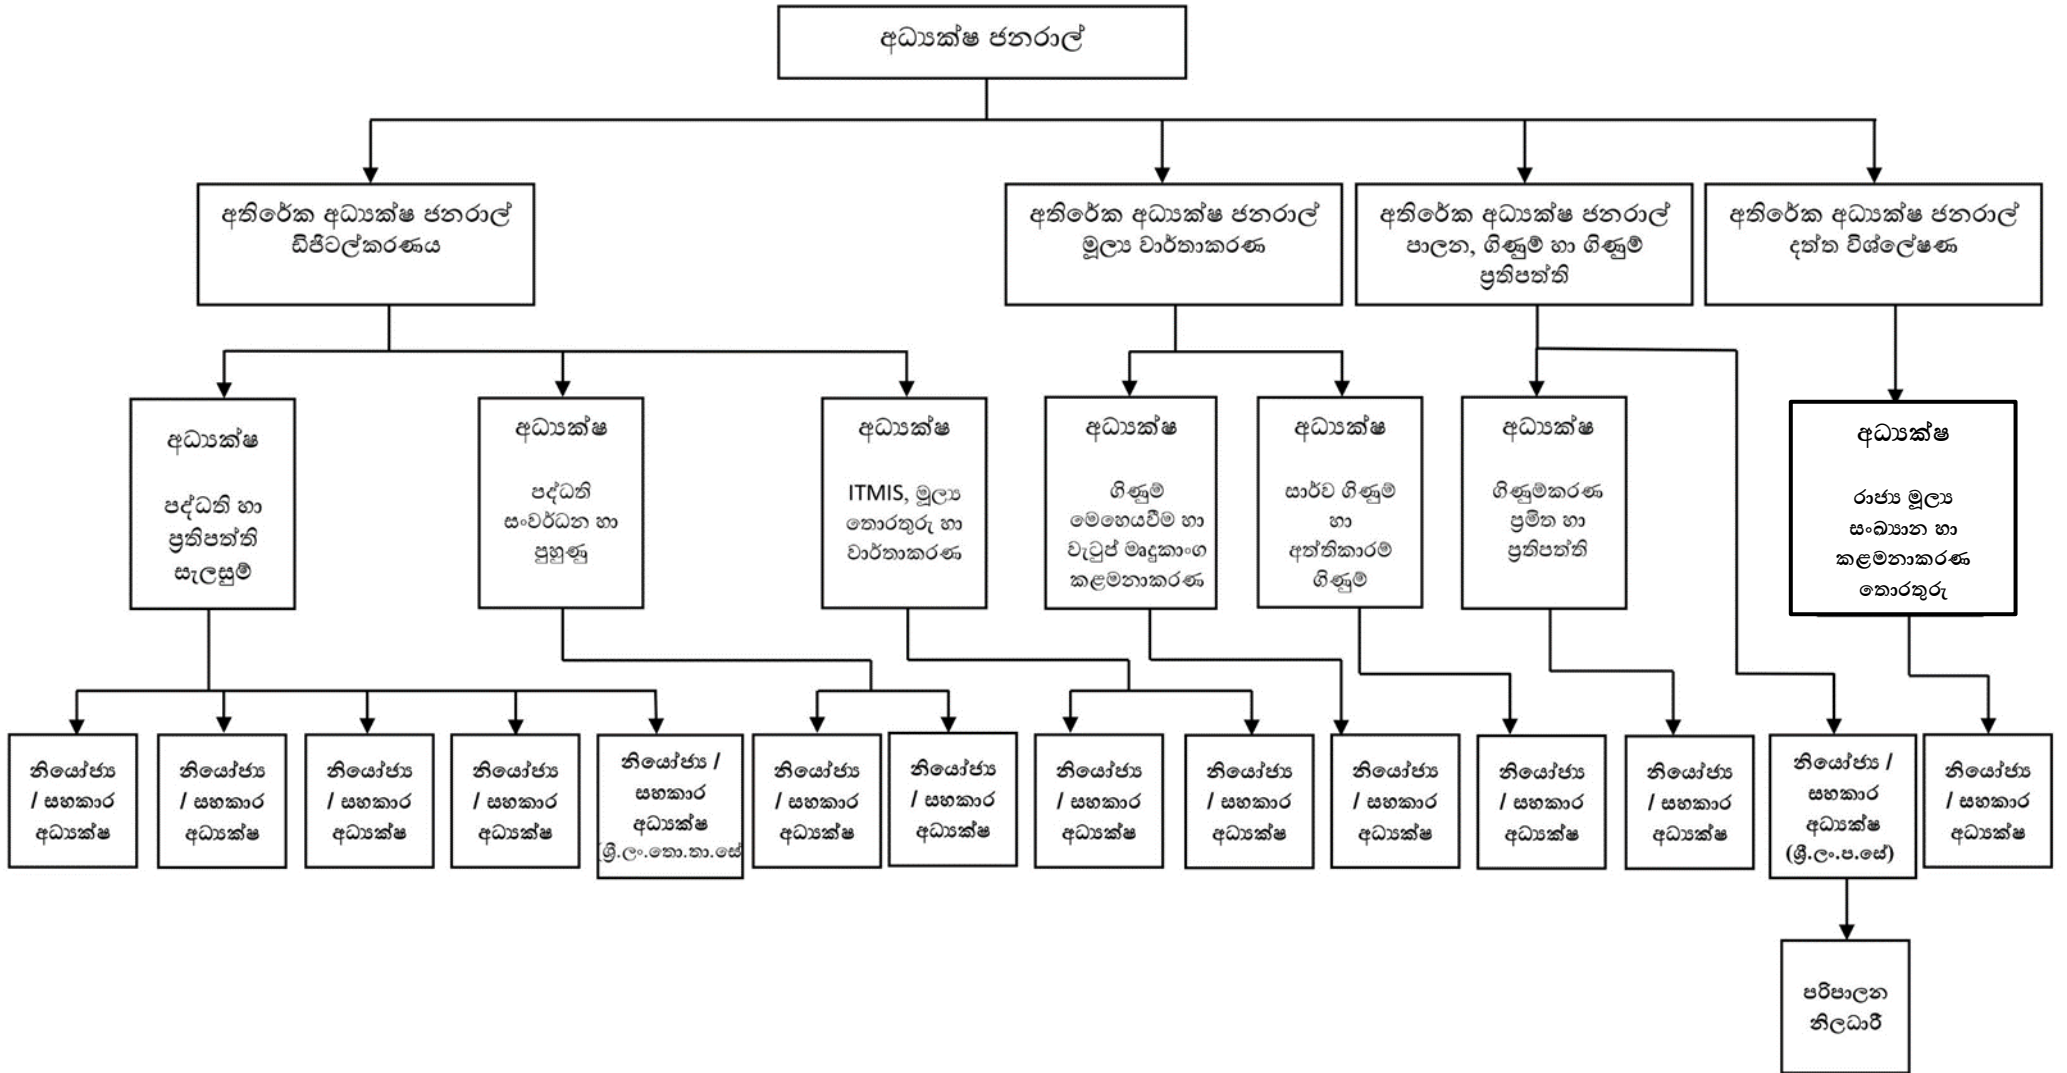 අධ්‍යක්ෂ ජනරාල්
අතිරේක අධ්‍යක්ෂ ජනරාල්
ඩිජිටල්කරණය
අතිරේක අධ්‍යක්ෂ ජනරාල්
මූල්‍ය වාර්තාකරණ
අතිරේක අධ්‍යක්ෂ ජනරාල්
පාලන, ගිණුම් හා ගිණුම්
ප්‍රතිපත්ති
අතිරේක අධ්‍යක්ෂ ජනරාල්
දත්ත විශ්ලේෂණ
අධ්‍යක්ෂ
පද්ධති හා
ප්‍රතිපත්ති
සැලසුම්
අධ්‍යක්ෂ
පද්ධති
සංවර්ධන හා
පුහුණු
අධ්‍යක්ෂ
ITMIS, මූල්‍ය
තොරතුරු හා
වාර්තාකරණ
අධ්‍යක්ෂ
ගිණුම්
මෙහෙයවීම හා
වැටුප් මෘදුකාංග
කළමනාකරණ
අධ්‍යක්ෂ
සාර්ව ගිණුම්
හා
අත්තිකාරම්
ගිණුම්
අධ්‍යක්ෂ
ගිණුම්කරණ
ප්‍රමිත හා
ප්‍රතිපත්ති
අධ්‍යක්ෂ
රාජ්‍ය මූල්‍ය
සංඛ්‍යාන හා
කළමනාකරණ
තොරතුරු
නියෝජ්‍ය
/ සහකාර
අධ්‍යක්ෂ
නියෝජ්‍ය
/ සහකාර
අධ්‍යක්ෂ
නියෝජ්‍ය
/ සහකාර
අධ්‍යක්ෂ
නියෝජ්‍ය
/ සහකාර
අධ්‍යක්ෂ
නියෝජ්‍ය /
සහකාර
අධ්‍යක්ෂ
(ශ්‍රී.ලං.තො.තා.සේ
නියෝජ්‍ය
/ සහකාර
අධ්‍යක්ෂ
නියෝජ්‍ය
/ සහකාර
අධ්‍යක්ෂ
නියෝජ්‍ය
/ සහකාර
අධ්‍යක්ෂ
නියෝජ්‍ය
/ සහකාර
අධ්‍යක්ෂ
නියෝජ්‍ය
/ සහකාර
අධ්‍යක්ෂ
නියෝජ්‍ය
/ සහකාර
අධ්‍යක්ෂ
නියෝජ්‍ය
/ සහකාර
අධ්‍යක්ෂ
නියෝජ්‍ය /
සහකාර
අධ්‍යක්ෂ
(ශ්‍රී.ලං.ප.සේ)
නියෝජ්‍ය
/ සහකාර
අධ්‍යක්ෂ
පරිපාලන
නිලධාරී